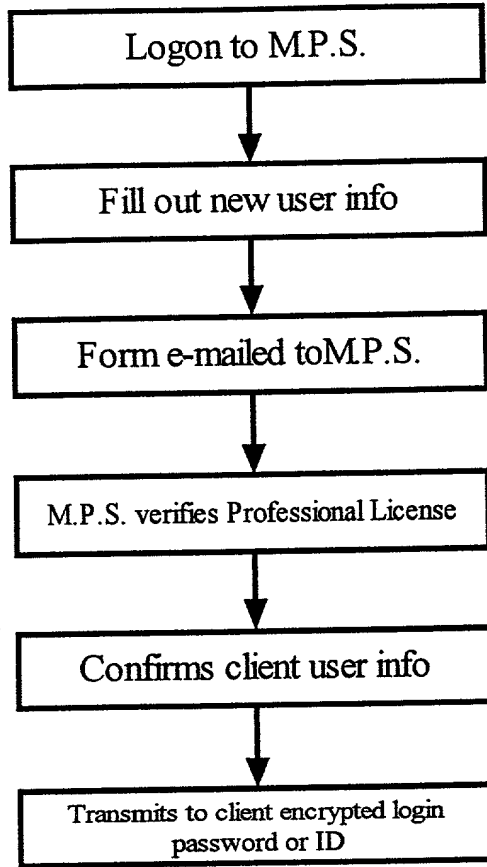 Logon to M.P.S.
Fill out new user info
Form e-mailed toM.P.S.
M.P.S. verifies Professional License
Confirms client user info
Transmits to client encrypted login
password or ID